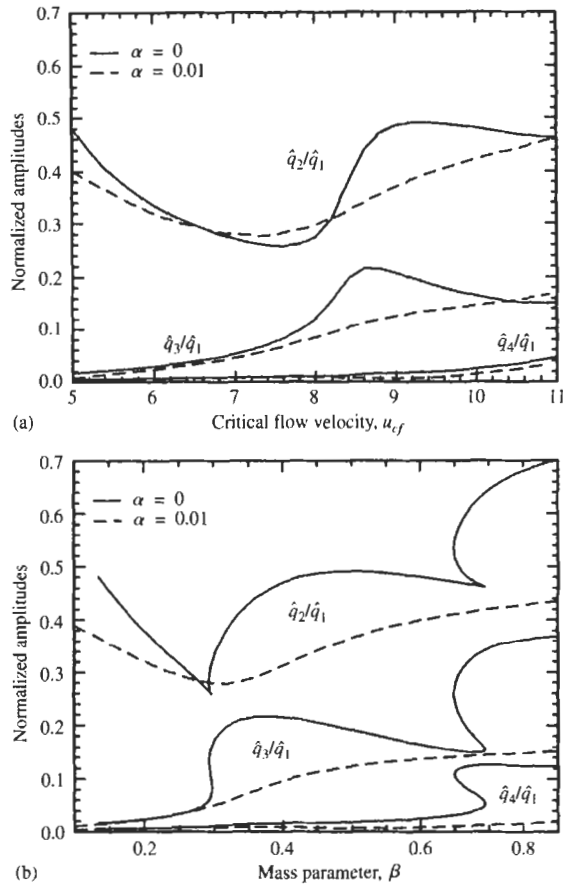 0.7
α = 0
α = 0.01
0.6
0.5
q̂2/q̂1
0.4
0.3
0.2
q̂3/q̂1
q̂4/q̂1
0.1
0.0
Normalized amplitudes
5 6 7 8 9 10 11
(a) Critical flow velocity, u_cf
0.7
α = 0
α = 0.01
0.6
0.5
q̂2/q̂1
0.4
0.3
0.2
q̂3/q̂1
0.1
q̂4/q̂1
0.0
Normalized amplitudes
0.2 0.4 0.6 0.8
(b) Mass parameter, β